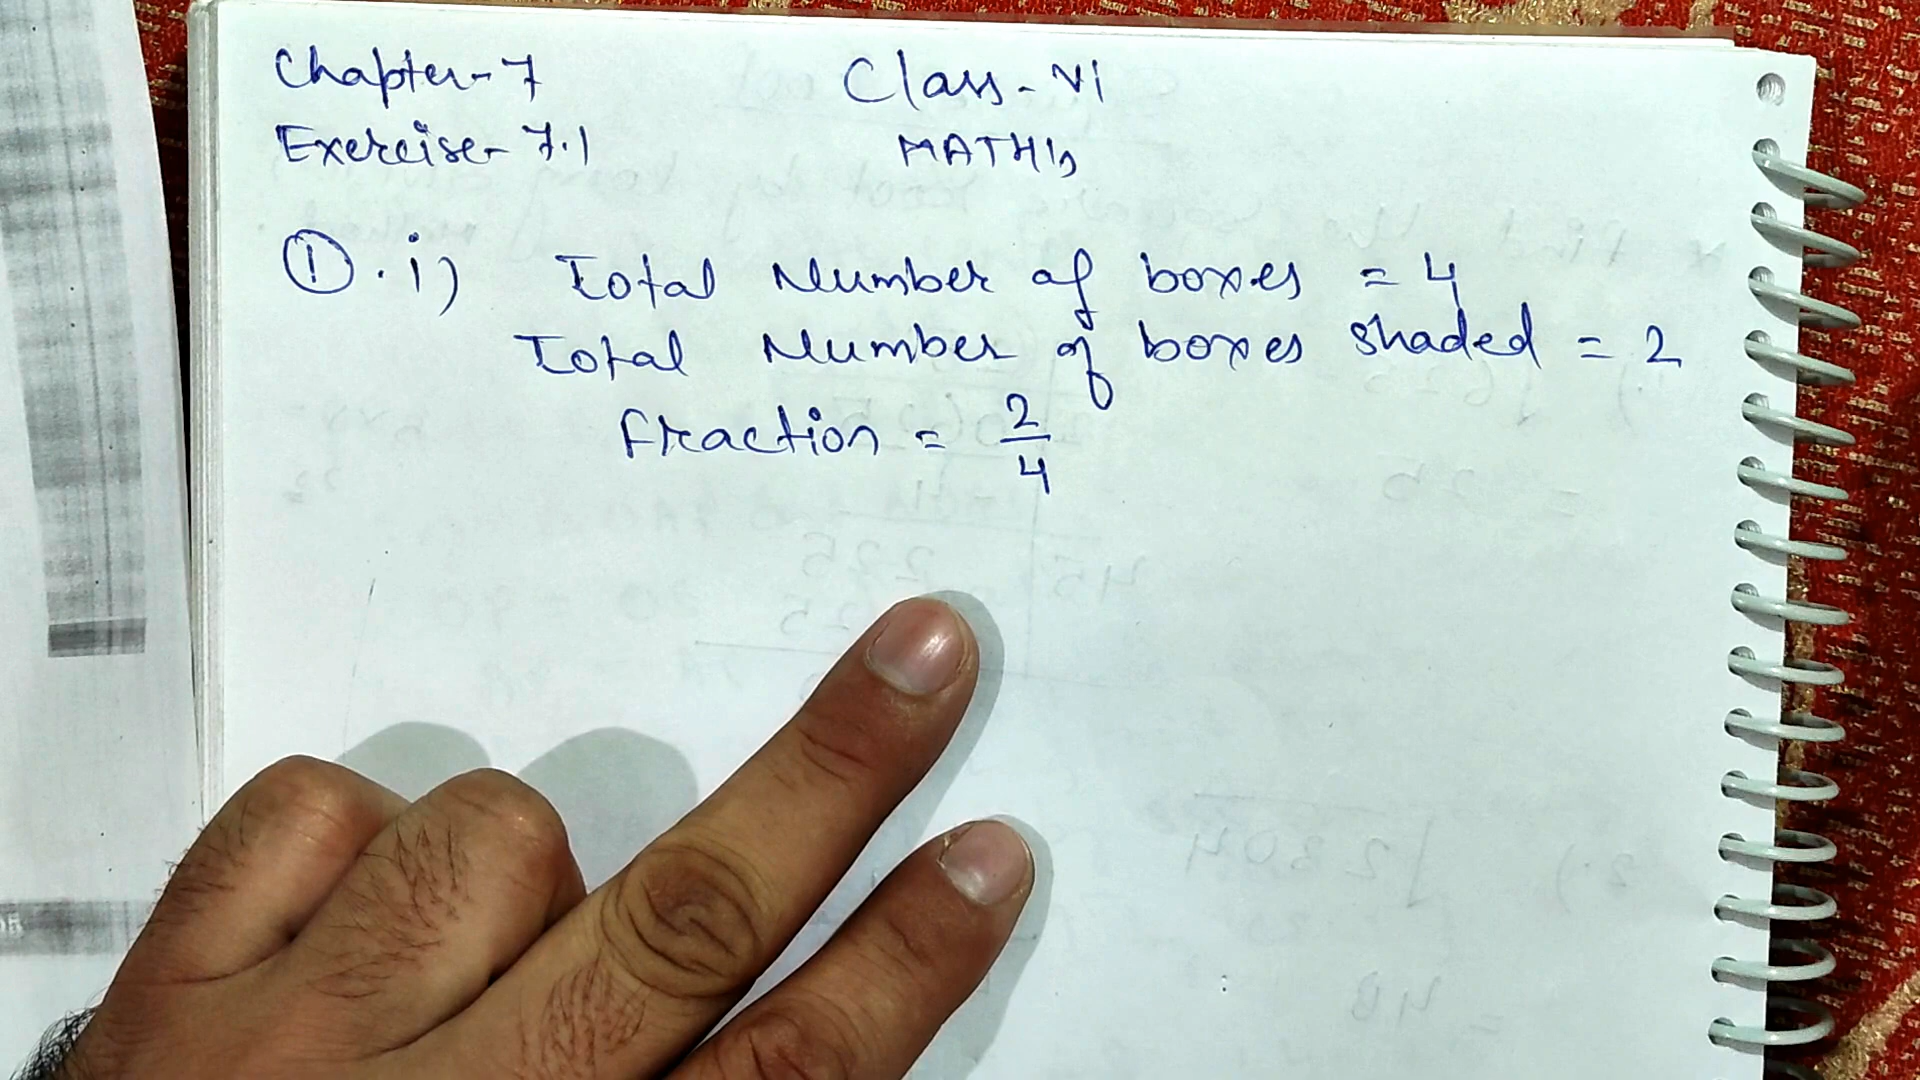 Chapter-7
Class-VI
Exercise-7.1
MATH's
①.i) Total Number of boxes = 4
Total Number of boxes shaded = 2
Fraction = 2/4